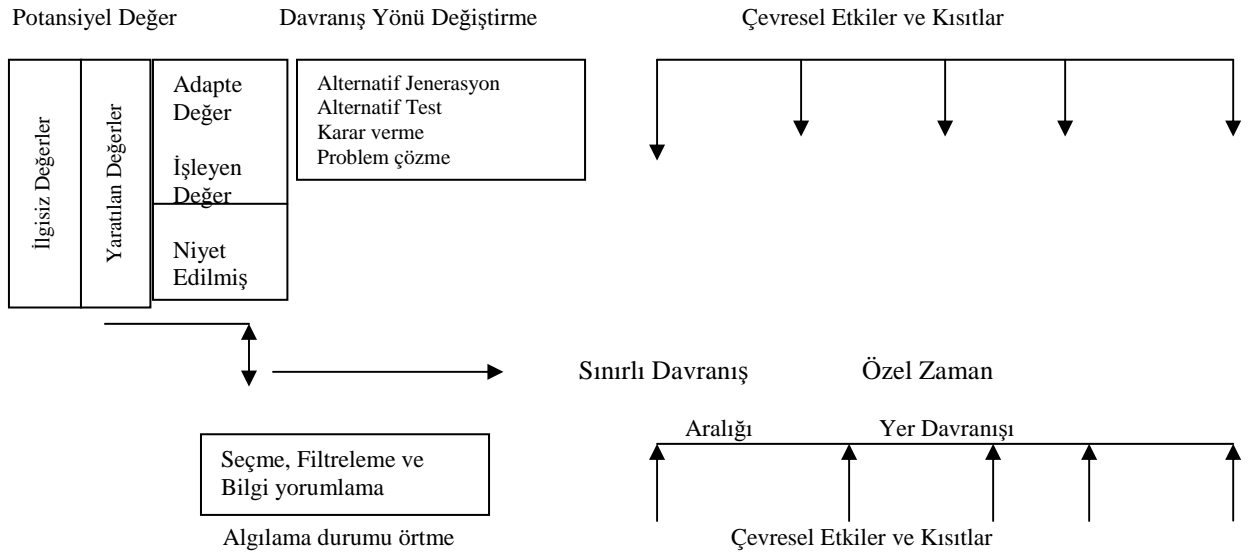 Potansiyel Değer
Davranış Yönü Değiştirme
Çevresel Etkiler ve Kısıtlar
İlgisiz Değerler
Yaratılan Değerler
Adapte
Değer
İşleyen
Değer
Niyet
Edilmiş
Alternatif Jenerasyon
Alternatif Test
Karar verme
Problem çözme
Sınırlı Davranış
Özel Zaman
Aralığı
Yer Davranışı
Seçme, Filtreleme ve
Bilgi yorumlama
Algılama durumu örtme
Çevresel Etkiler ve Kısıtlar